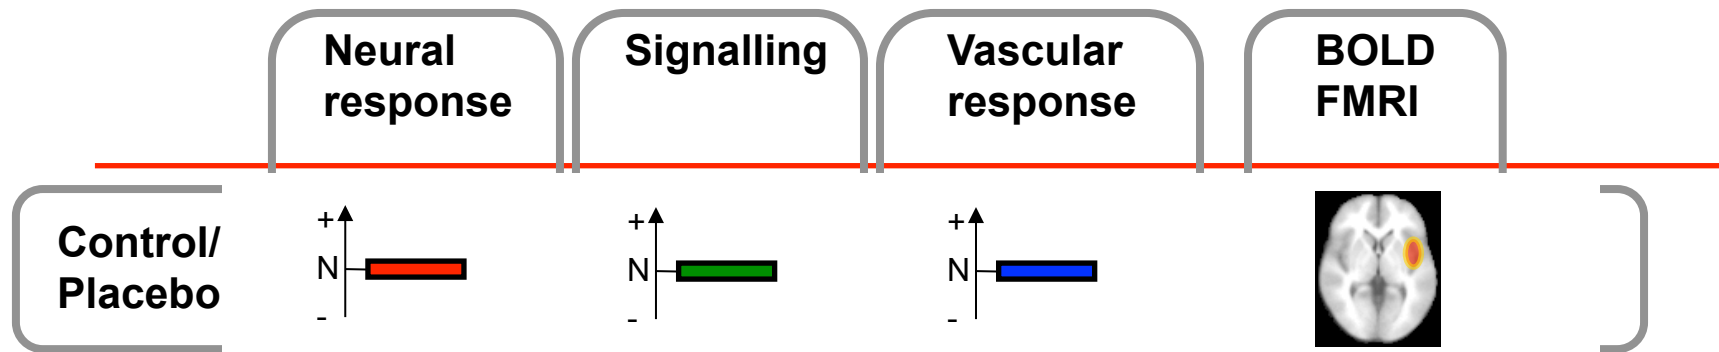 Neural
response
Signalling
Vascular
response
BOLD
FMRI
Control/
Placebo
+
N
-
+
N
-
+
N
-